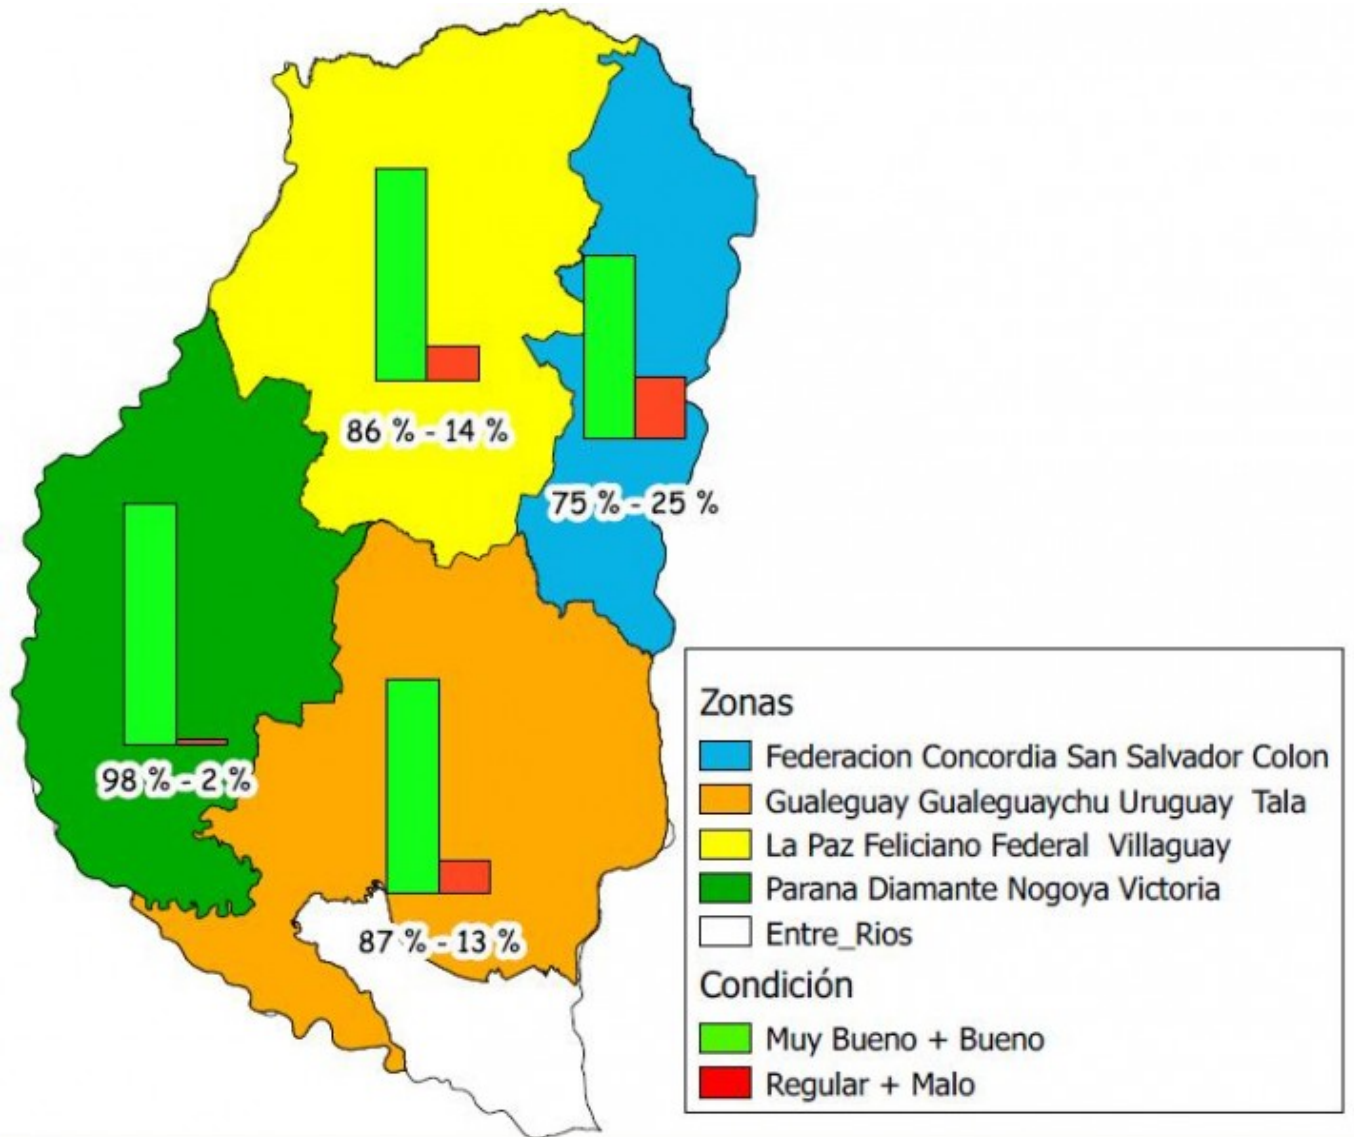 86 % - 14 %
75 % - 25 %
98 % - 2 %
87 % - 13 %
Zonas
Federacion Concordia San Salvador Colon
Gualeguay Gualeguaychu Uruguay Tala
La Paz Feliciano Federal Villaguay
Parana Diamante Nogoya Victoria
Entre_Rios
Condición
Muy Bueno + Bueno
Regular + Malo